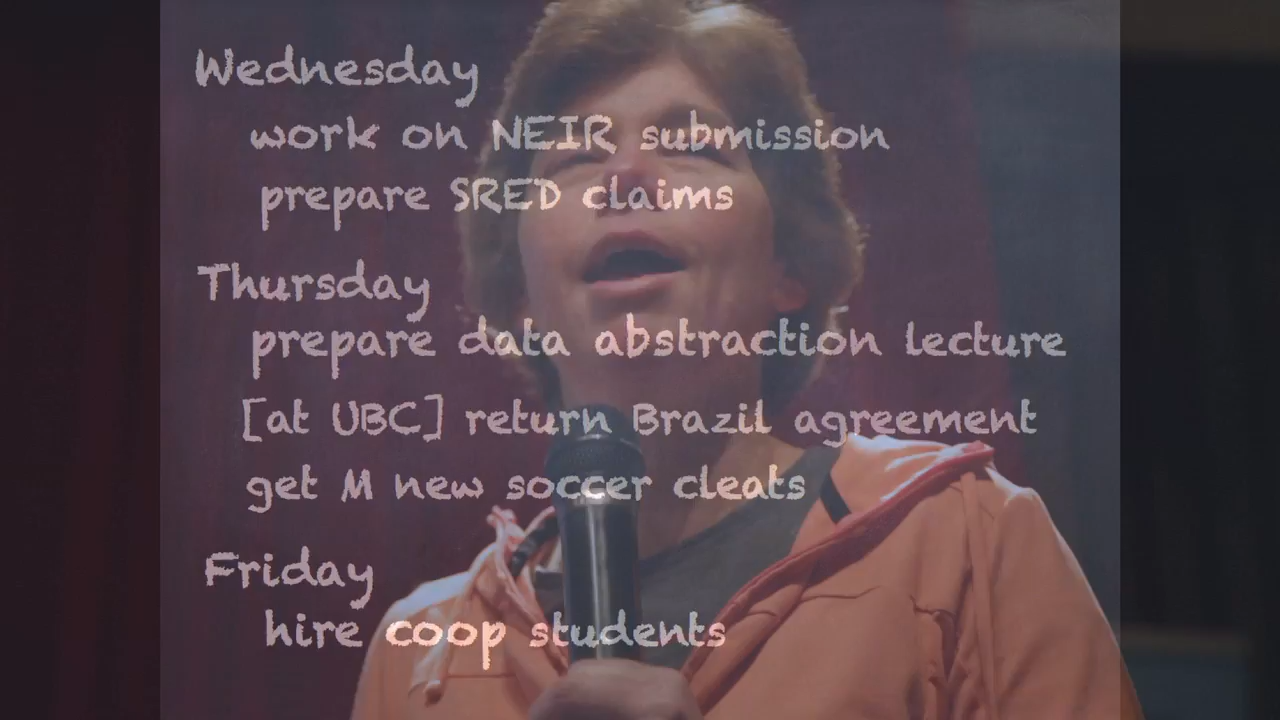 Wednesday
work on NEIR submission
prepare SRED claims
Thursday
prepare data abstraction lecture
[at UBC] return Brazil agreement
get M new soccer cleats
Friday
hire coop students